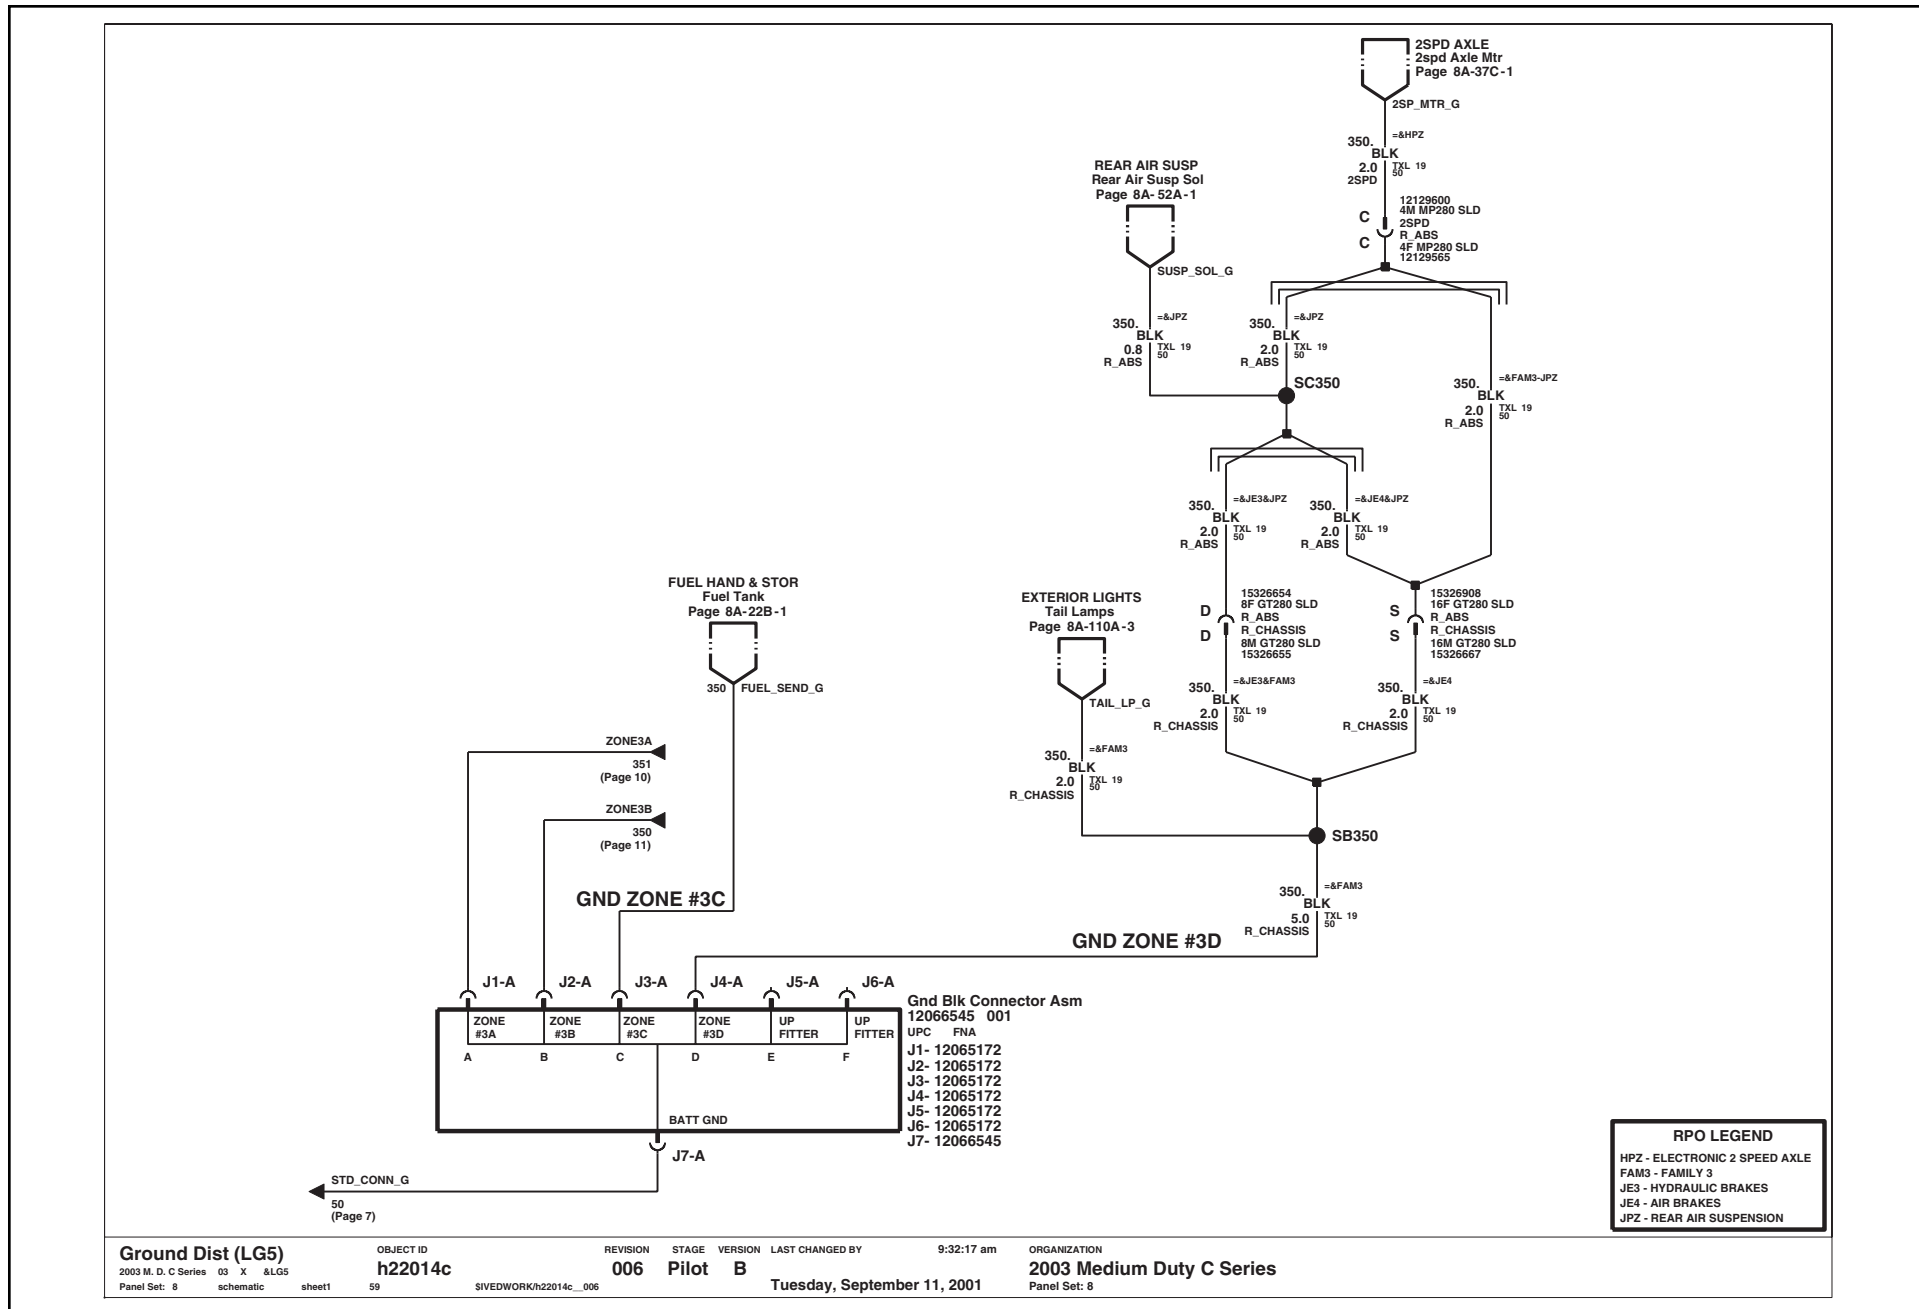 2SPD AXLE
2spd Axle Mtr
Page 8A-37C-1
2SP_MTR_G
=&HPZ
350.
BLK
2.0
TXL 19
50
2SPD
REAR AIR SUSP
Rear Air Susp Sol
Page 8A-52A-1
SUSP_SOL_G
12129600
4M MP280 SLD
C
2SPD
R_ABS
C
4F MP280 SLD
12129565
=&JPZ
350.
BLK
0.8
TXL 19
50
R_ABS
=&JPZ
350.
BLK
2.0
TXL 19
50
R_ABS
SC350
=&FAM3-JPZ
350.
BLK
2.0
TXL 19
50
R_ABS
=&JE3&JPZ
350.
BLK
2.0
TXL 19
50
R_ABS
=&JE4&JPZ
350.
BLK
2.0
TXL 19
50
R_ABS
FUEL HAND & STOR
Fuel Tank
Page 8A-22B-1
350
FUEL_SEND_G
EXTERIOR LIGHTS
Tail Lamps
Page 8A-110A-3
TAIL_LP_G
15326654
8F GT280 SLD
D
R_ABS
R_CHASSIS
D
8M GT280 SLD
15326655
15326908
16F GT280 SLD
S
R_ABS
R_CHASSIS
S
16M GT280 SLD
15326667
=&JE3&FAM3
350.
BLK
2.0
TXL 19
50
R_CHASSIS
=&JE4
350.
BLK
2.0
TXL 19
50
R_CHASSIS
=&FAM3
350.
BLK
2.0
TXL 19
50
R_CHASSIS
ZONE3A
351
(Page 10)
ZONE3B
350
(Page 11)
SB350
=&FAM3
350.
BLK
5.0
TXL 19
50
R_CHASSIS
GND ZONE #3C
GND ZONE #3D
J1-A
J2-A
J3-A
J4-A
J5-A
J6-A
ZONE #3A
ZONE #3B
ZONE #3C
ZONE #3D
UP FITTER
UP FITTER
A
B
C
D
E
F
BATT GND
J7-A
Gnd Blk Connector Asm
12066545 001
UPC FNA
J1- 12065172
J2- 12065172
J3- 12065172
J4- 12065172
J5- 12065172
J6- 12065172
J7- 12066545
STD_CONN_G
50
(Page 7)
RPO LEGEND
HPZ - ELECTRONIC 2 SPEED AXLE
FAM3 - FAMILY 3
JE3 - HYDRAULIC BRAKES
JE4 - AIR BRAKES
JPZ - REAR AIR SUSPENSION
Ground Dist (LG5)
2003 M. D. C Series 03 X &LG5
Panel Set: 8 schematic sheet1 59 $IVEDWORK/h22014c__006
OBJECT ID
h22014c
REVISION
006
STAGE
Pilot
VERSION
B
LAST CHANGED BY
9:32:17 am
Tuesday, September 11, 2001
ORGANIZATION
2003 Medium Duty C Series
Panel Set: 8